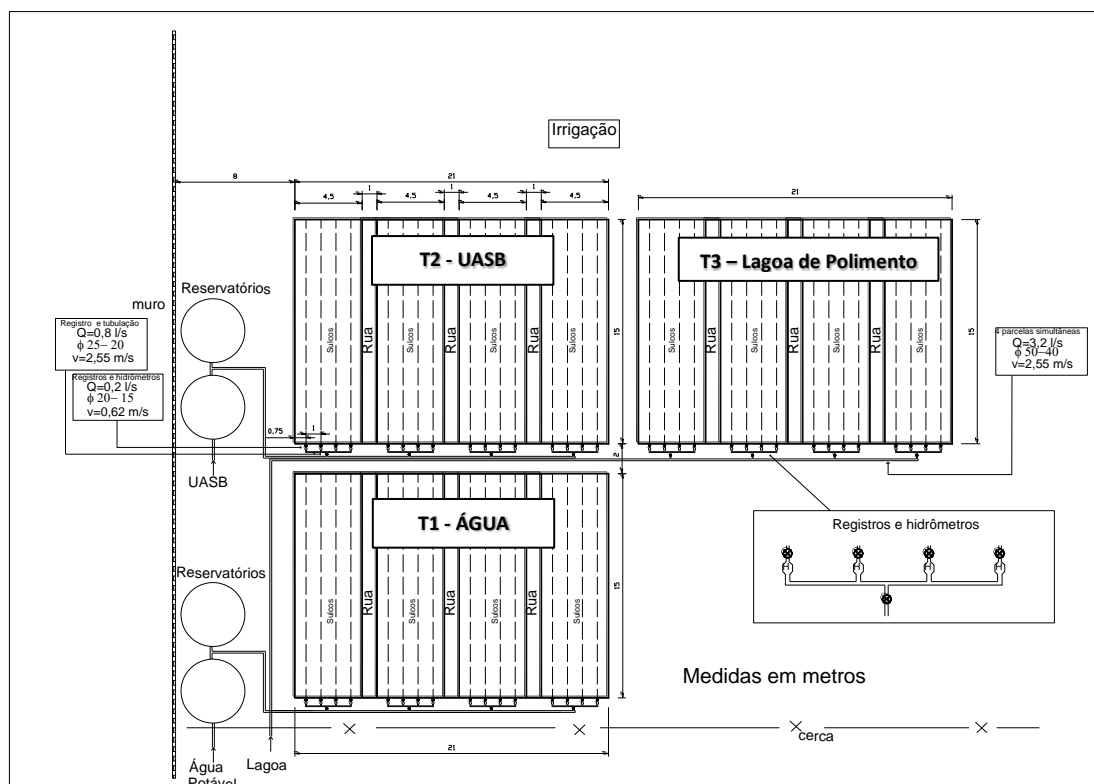 Irrigação
8
21
1
1
1
4,5
4,5
4,5
4,5
21
T2 - UASB
T3 – Lagoa de Polimento
Reservatórios
muro
Registro e tubulação
Q=0,8 l/s
ϕ 25– 20
v=2,55 m/s
Registros e hidrômetros
Q=0,2 l/s
ϕ 20– 15
v=0,62 m/s
4 parcelas simultâneas
Q=3,2 l/s
ϕ 50–40
v=2,55 m/s
Sulcos
Rua
Sulcos
Rua
Sulcos
Rua
Sulcos
15
Sulcos
Rua
Sulcos
Rua
Sulcos
Rua
Sulcos
15
0,75
1
2
UASB
T1 - ÁGUA
Registros e hidrômetros
H
H
H
H
Reservatórios
Sulcos
Rua
Sulcos
Rua
Sulcos
Rua
Sulcos
15
Medidas em metros
cerca
21
Água
Potável
Lagoa